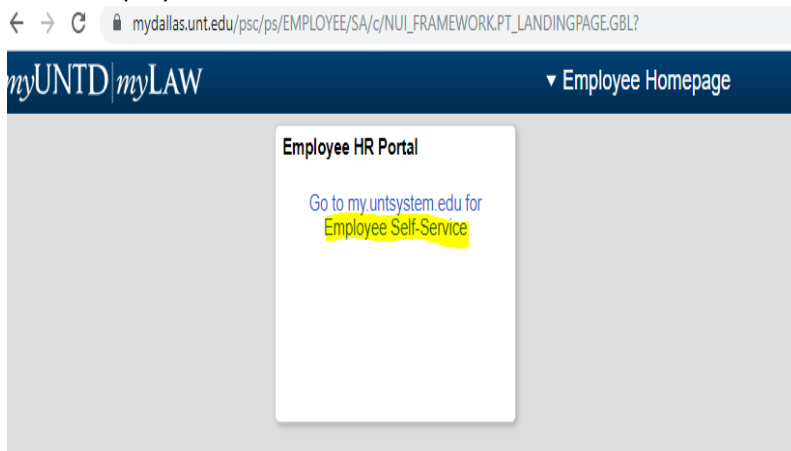 mydallas.unt.edu/psc/ps/EMPLOYEE/SA/c/NUI_FRAMEWORK.PT_LANDINGPAGE.GBL?
myUNTD|myLAW
▾ Employee Homepage
Employee HR Portal
Go to my.untsystem.edu for
Employee Self-Service